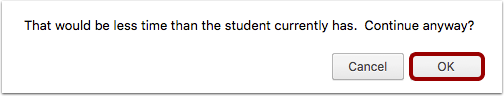 That would be less time than the student currently has.  Continue anyway?
Cancel
OK